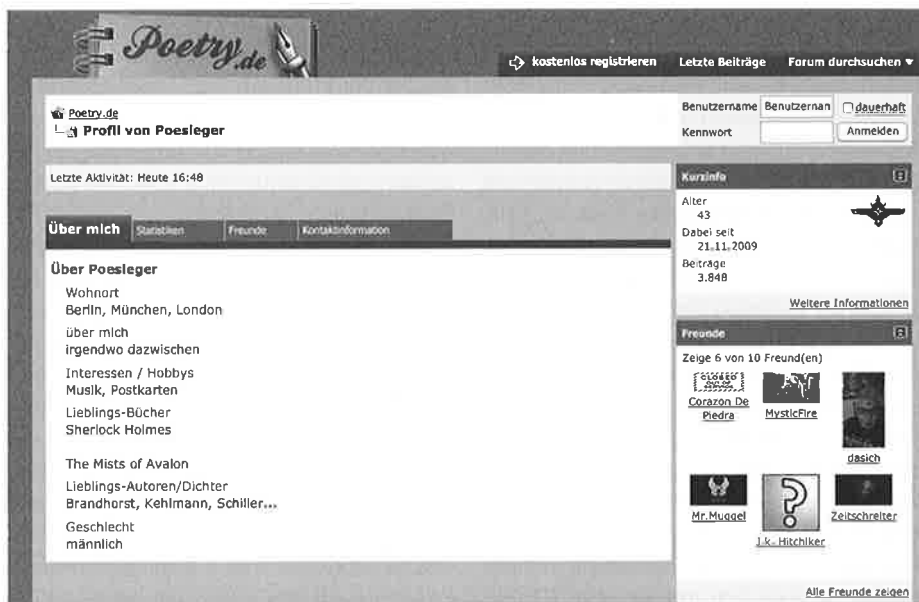 Poetry.de
kostenlos registrieren Letzte Beiträge Forum durchsuchen
Poetry.de
Profil von Poesieger
Benutzername Benutzernan dauerhaft
Kennwort Anmelden
Letzte Aktivität: Heute 16:48
Über mich Statistiken Freunde Kontaktinformation
Über Poesieger
Wohnort
Berlin, München, London
über mich
irgendwo dazwischen
Interessen / Hobbys
Musik, Postkarten
Lieblings-Bücher
Sherlock Holmes
The Mists of Avalon
Lieblings-Autoren/Dichter
Brandhorst, Kehlmann, Schiller...
Geschlecht
männlich
Kurzinfo
Alter
43
Dabei seit
21.11.2009
Beiträge
3.848
Weitere Informationen
Freunde
Zeige 6 von 10 Freund(en)
CLOSED
OUT OF
SERVICE
Corazon De
Piedra
MysticFire
dasich
Mr.Muggel
J.k. Hitchiker
Zeitschreiter
Alle Freunde zeigen